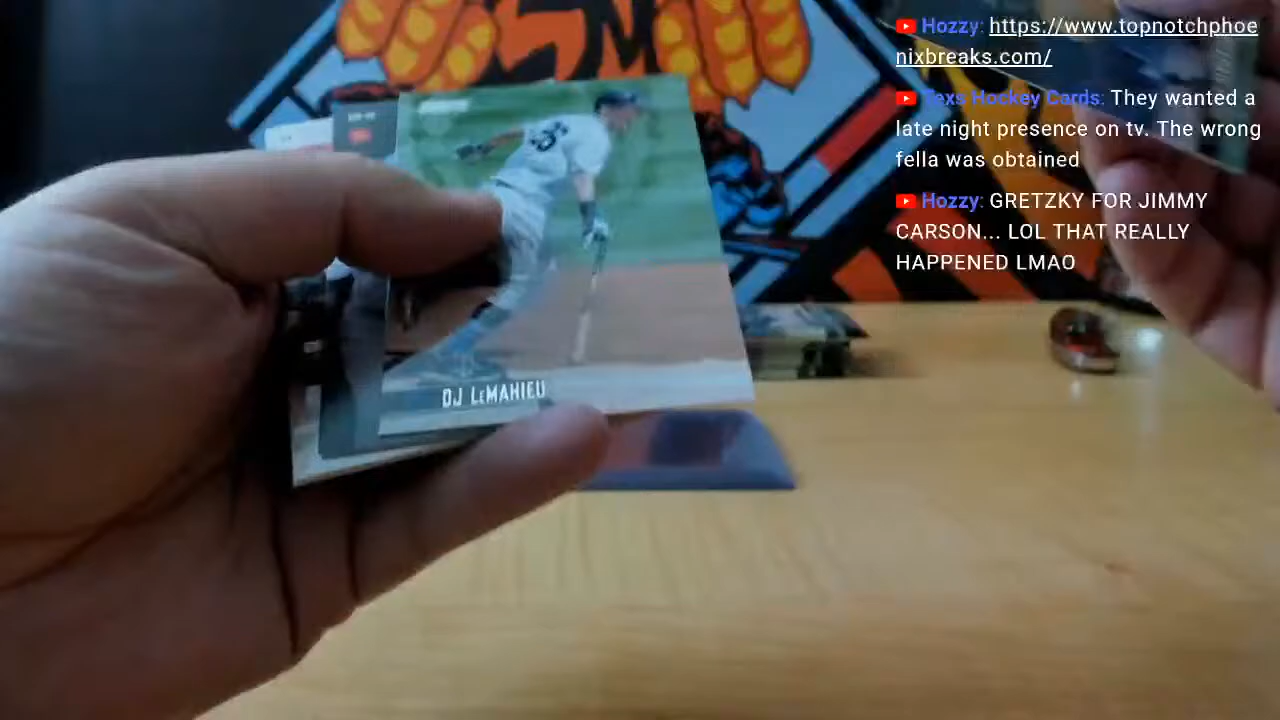 Hozzy: https://www.topnotchphoe
nixbreaks.com/
Texs Hockey Cards: They wanted a
late night presence on tv. The wrong
fella was obtained
Hozzy: GRETZKY FOR JIMMY
CARSON... LOL THAT REALLY
HAPPENED LMAO
DJ LEMAHIEU